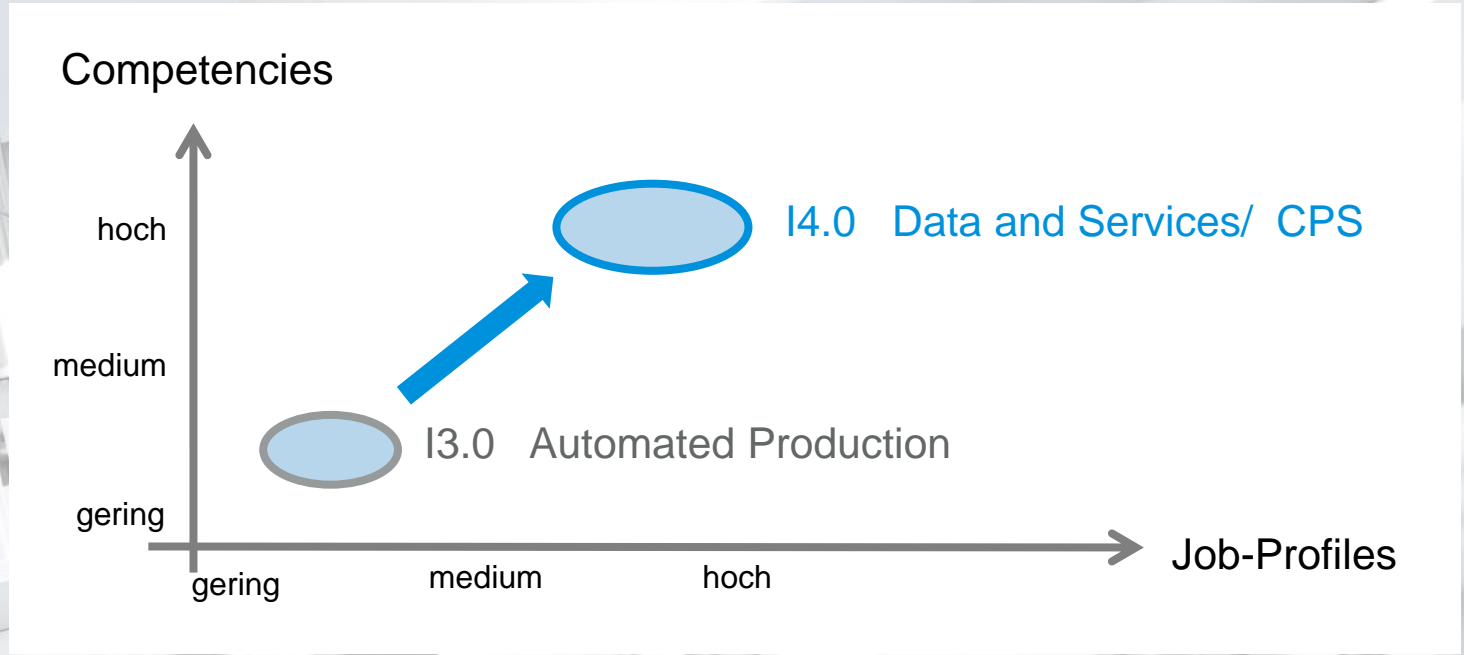 Competencies
hoch
I4.0 Data and Services/ CPS
medium
I3.0 Automated Production
gering
Job-Profiles
gering
medium
hoch